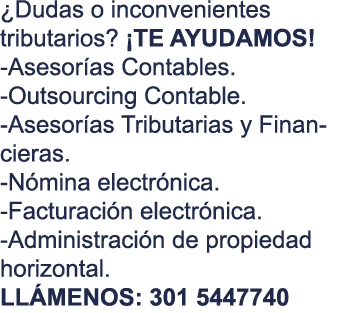 ¿Dudas o inconvenientes
tributarios? ¡TE AYUDAMOS!
-Asesorías Contables.
-Outsourcing Contable.
-Asesorías Tributarias y Finan-
cieras.
-Nómina electrónica.
-Facturación electrónica.
-Administración de propiedad
horizontal.
LLÁMENOS: 301 5447740